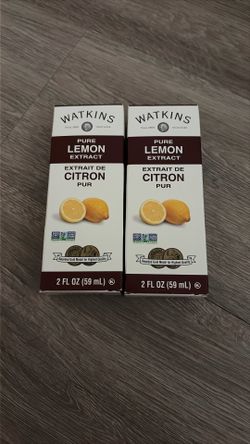 WATKINS
PURE
LEMON
EXTRACT
EXTRAIT DE
CITRON
PUR
2 FL OZ (59 mL)
WATKINS
PURE
LEMON
EXTRACT
EXTRAIT DE
CITRON
PUR
2 FL OZ (59 mL)